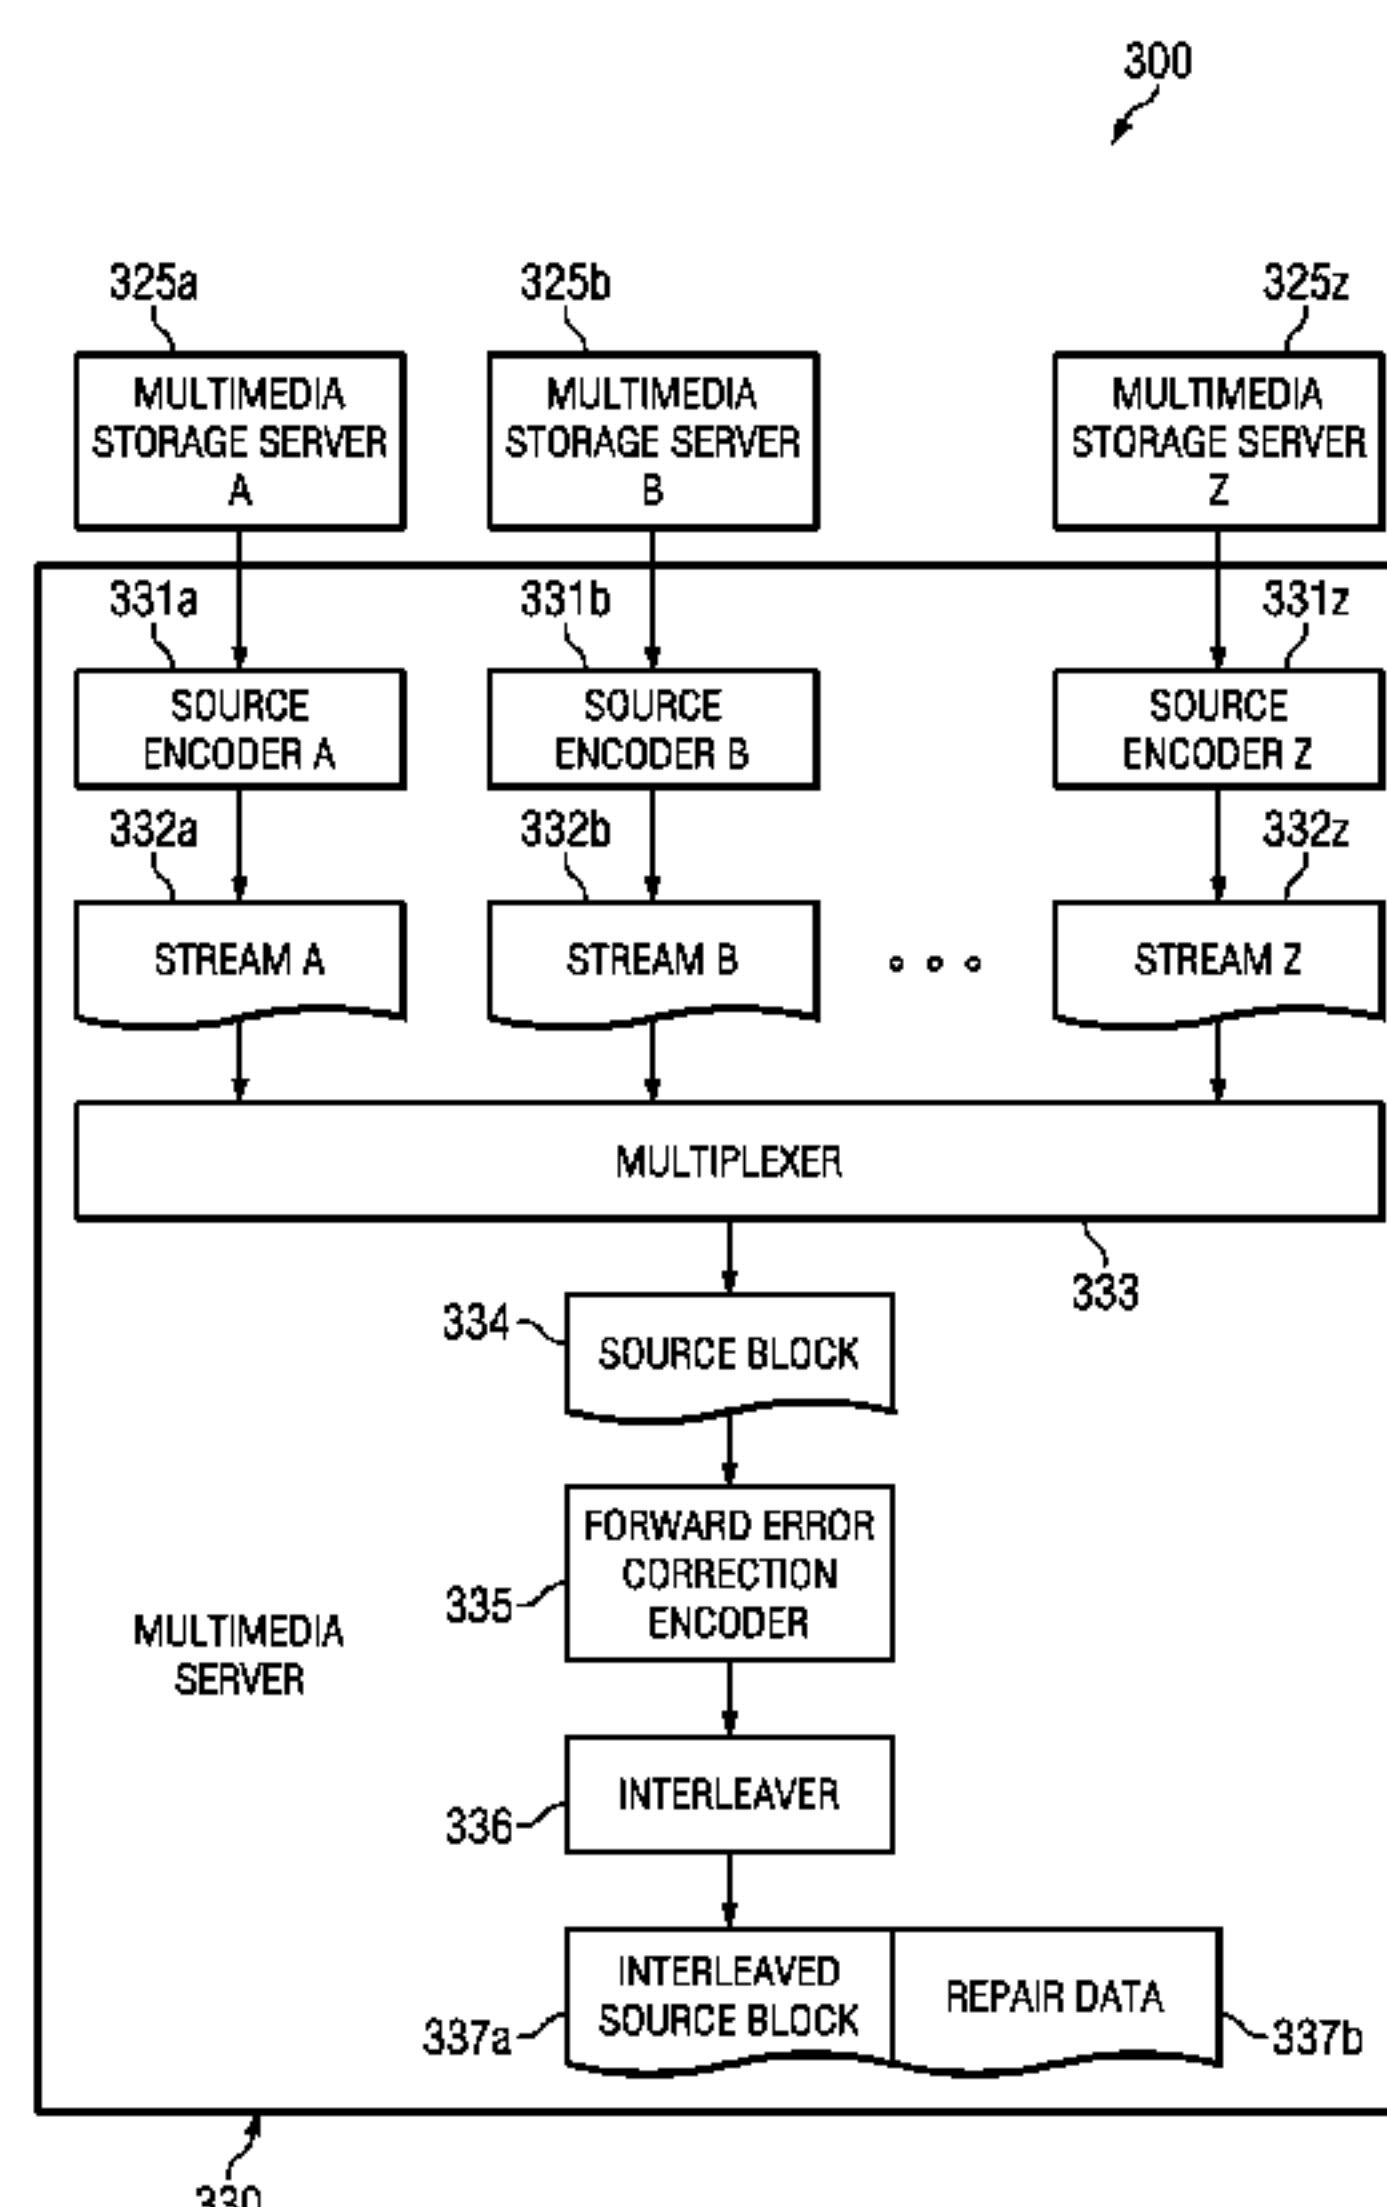 300
325a
325b
325z
MULTIMEDIA
STORAGE SERVER
A
MULTIMEDIA
STORAGE SERVER
B
MULTIMEDIA
STORAGE SERVER
Z
331a
331b
331z
SOURCE
ENCODER A
SOURCE
ENCODER B
SOURCE
ENCODER Z
332a
332b
332z
STREAM A
STREAM B
STREAM Z
MULTIPLEXER
333
334
SOURCE BLOCK
FORWARD ERROR
CORRECTION
ENCODER
335
MULTIMEDIA
SERVER
INTERLEAVER
336
INTERLEAVED
SOURCE BLOCK
REPAIR DATA
337a
337b
330